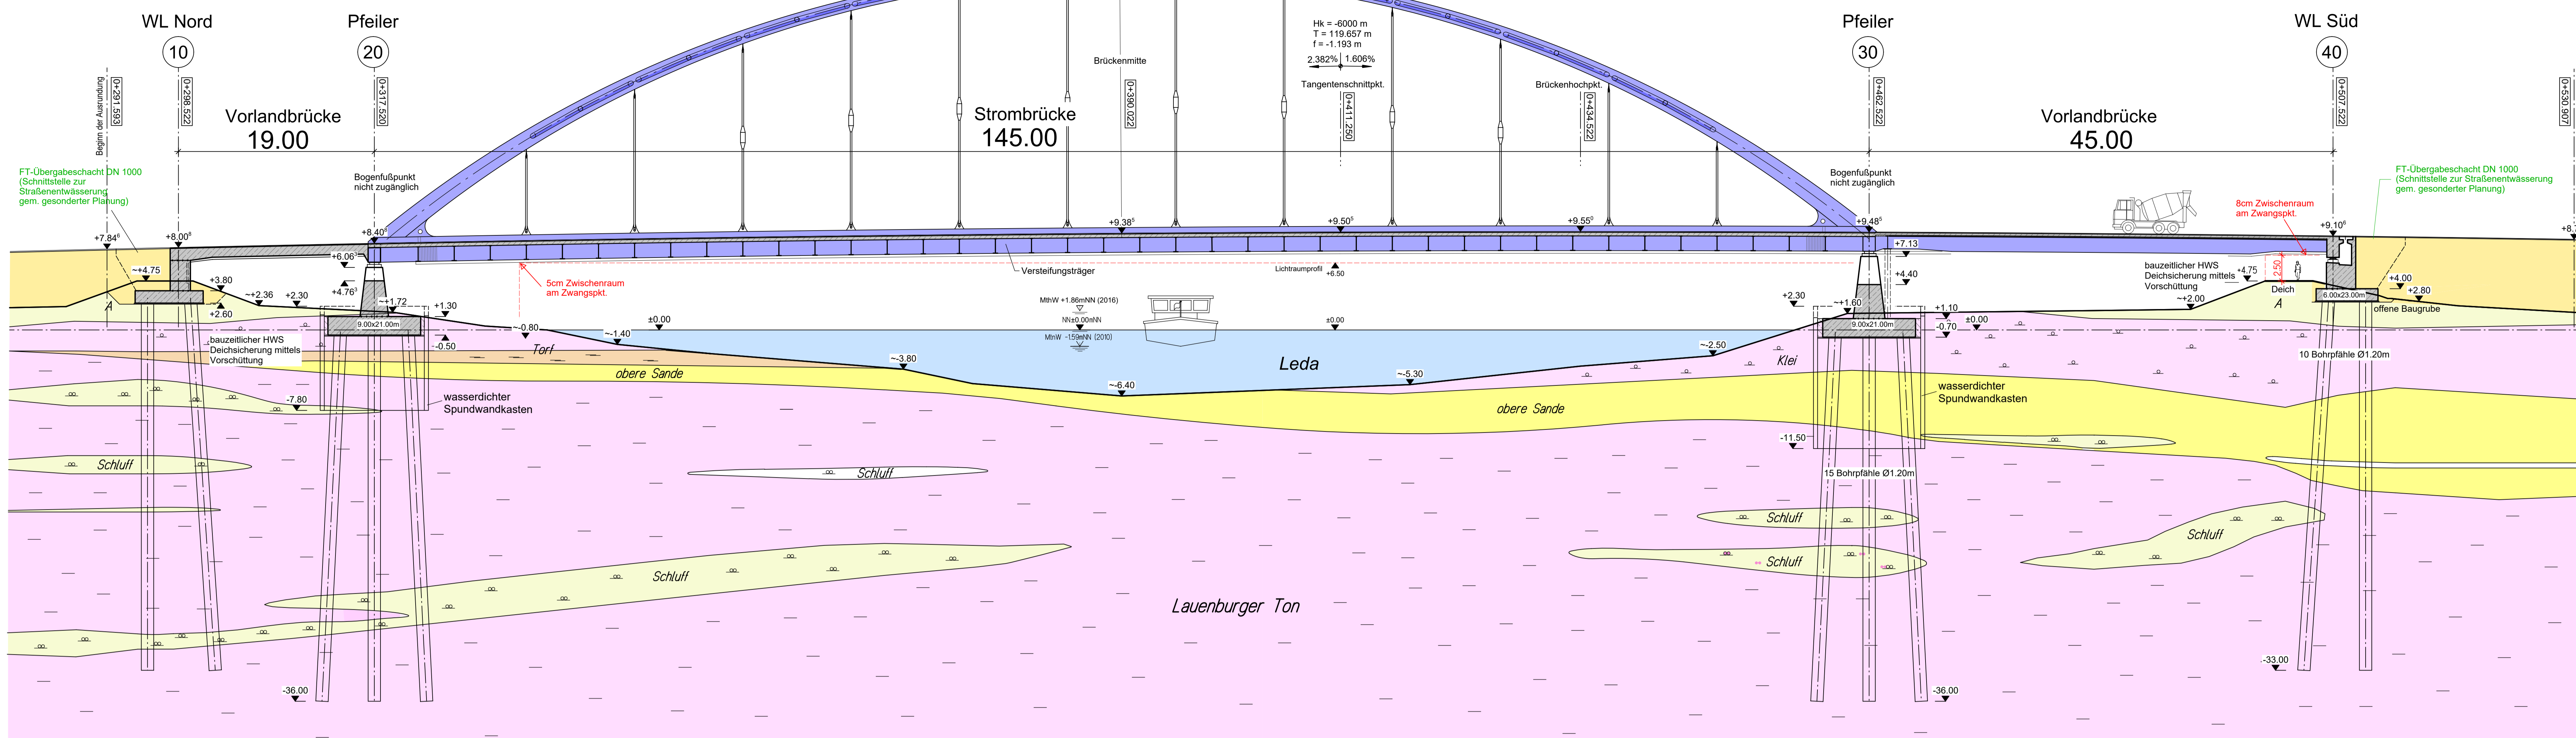 WL Nord
10
Pfeiler
20
Pfeiler
30
WL Süd
40
Beginn der Ausrundung
0+291.593
0+298.522
0+317.520
Vorlandbrücke
19.00
Brückenmitte
0+390.022
Strombrücke
145.00
Hk = -6000 m
T = 119.657 m
f = -1.193 m
2.382% 1.606%
Tangentenschnittpkt.
0+411.250
Brückenhochpkt.
0+434.522
0+462.522
Vorlandbrücke
45.00
0+507.522
0+530.907
FT-Übergabeschacht DN 1000
(Schnittstelle zur
Straßenentwässerung
gem. gesonderter Planung)
Bogenfußpunkt
nicht zugänglich
Bogenfußpunkt
nicht zugänglich
FT-Übergabeschacht DN 1000
(Schnittstelle zur Straßenentwässerung
gem. gesonderter Planung)
8cm Zwischenraum
am Zwangspkt.
+7.84⁶
+8.00⁸
+9.38⁵
+9.50⁵
+9.55⁰
+9.48⁵
+9.10⁶
+7.13
+6.06³
+4.76³
~+4.75
+3.80
~+2.36
+2.30
+2.60
A
~+1.72
+1.30
9.00x21.00m
-0.50
5cm Zwischenraum
am Zwangspkt.
Versteifungsträger
Lichtraumprofil
+6.50
MthW +1.86mNN (2016)
NN±0.00mNN
MtnW -159mNN (2010)
±0.00
±0.00
~-0.80
~-1.40
~-3.80
~-6.40
~-5.30
~-2.50
Leda
Torf
obere Sande
obere Sande
Klei
+4.40
+2.30
~+1.60
+1.10
±0.00
-0.70
9.00x21.00m
bauzeitlicher HWS
Deichsicherung mittels
Vorschüttung
~+2.00
+4.75
2.50
Deich
A
6.00x23.00m
+4.00
+2.80
offene Baugrube
bauzeitlicher HWS
Deichsicherung mittels
Vorschüttung
-7.80
wasserdichter
Spundwandkasten
wasserdichter
Spundwandkasten
10 Bohrpfähle Ø1.20m
-11.50
15 Bohrpfähle Ø1.20m
Schluff
Schluff
Schluff
Schluff
Schluff
Schluff
Lauenburger Ton
-36.00
-36.00
-33.00